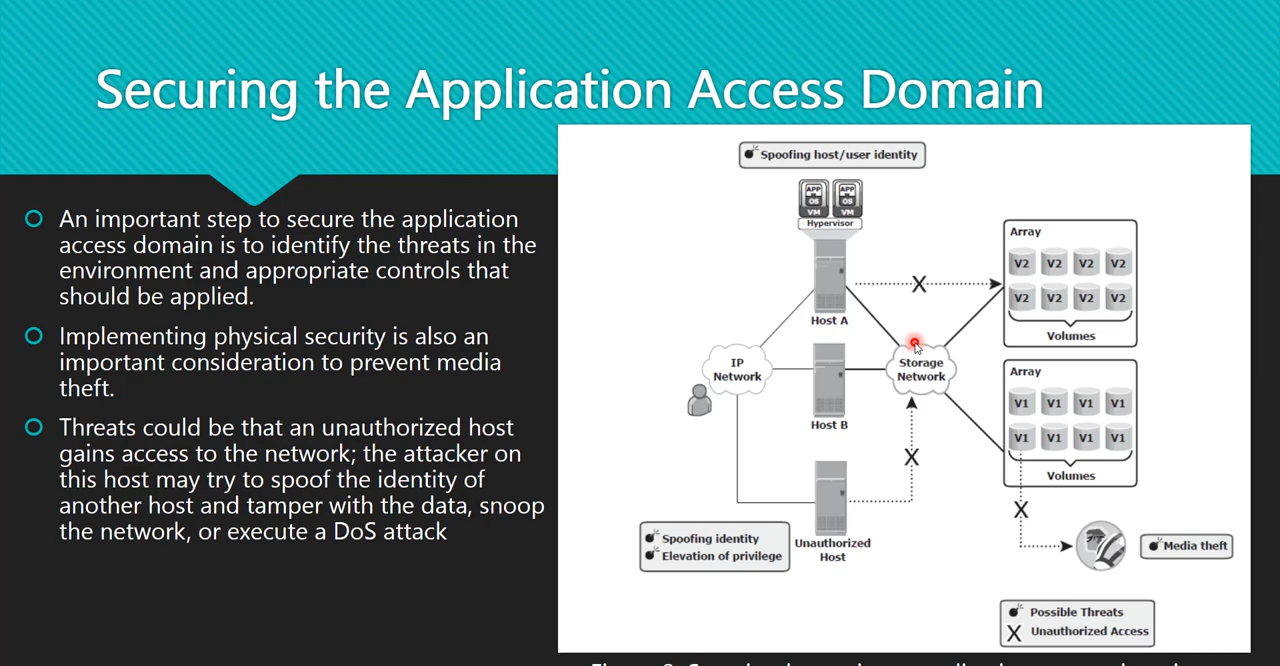 Securing the Application Access Domain
An important step to secure the application
access domain is to identify the threats in the
environment and appropriate controls that
should be applied.
Implementing physical security is also an
important consideration to prevent media
theft.
Threats could be that an unauthorized host
gains access to the network; the attacker on
this host may try to spoof the identity of
another host and tamper with the data, snoop
the network, or execute a DoS attack
Spoofing host/user identity
APP APP
OS OS
VM VM
Hypervisor
Host A
X
Array
V2 V2 V2 V2
V2 V2 V2 V2
Volumes
IP
Network
Host B
Storage
Network
Array
V1 V1 V1 V1
V1 V1 V1 V1
Volumes
X
X
Unauthorized
Host
Spoofing identity
Elevation of privilege
Media theft
Possible Threats
X Unauthorized Access